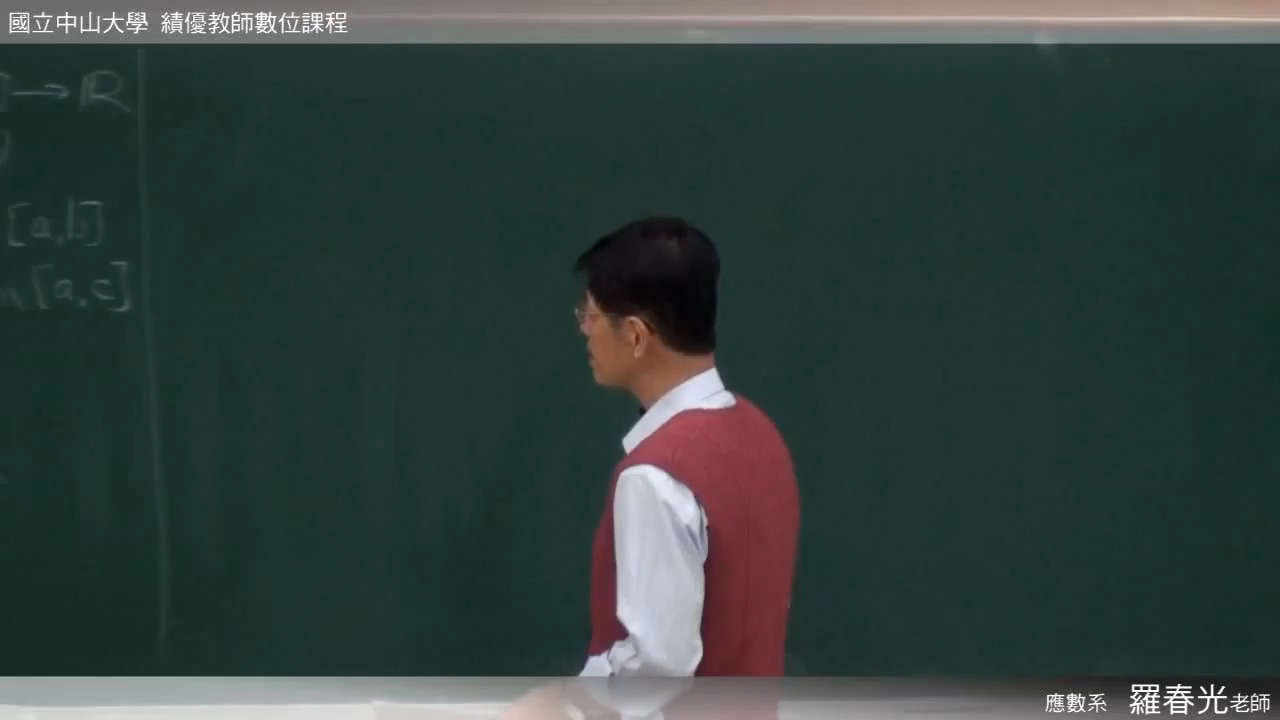 國立中山大學 績優教師數位課程
→ ℝ
[a,b]
[a,c]
應數系 羅春光老師